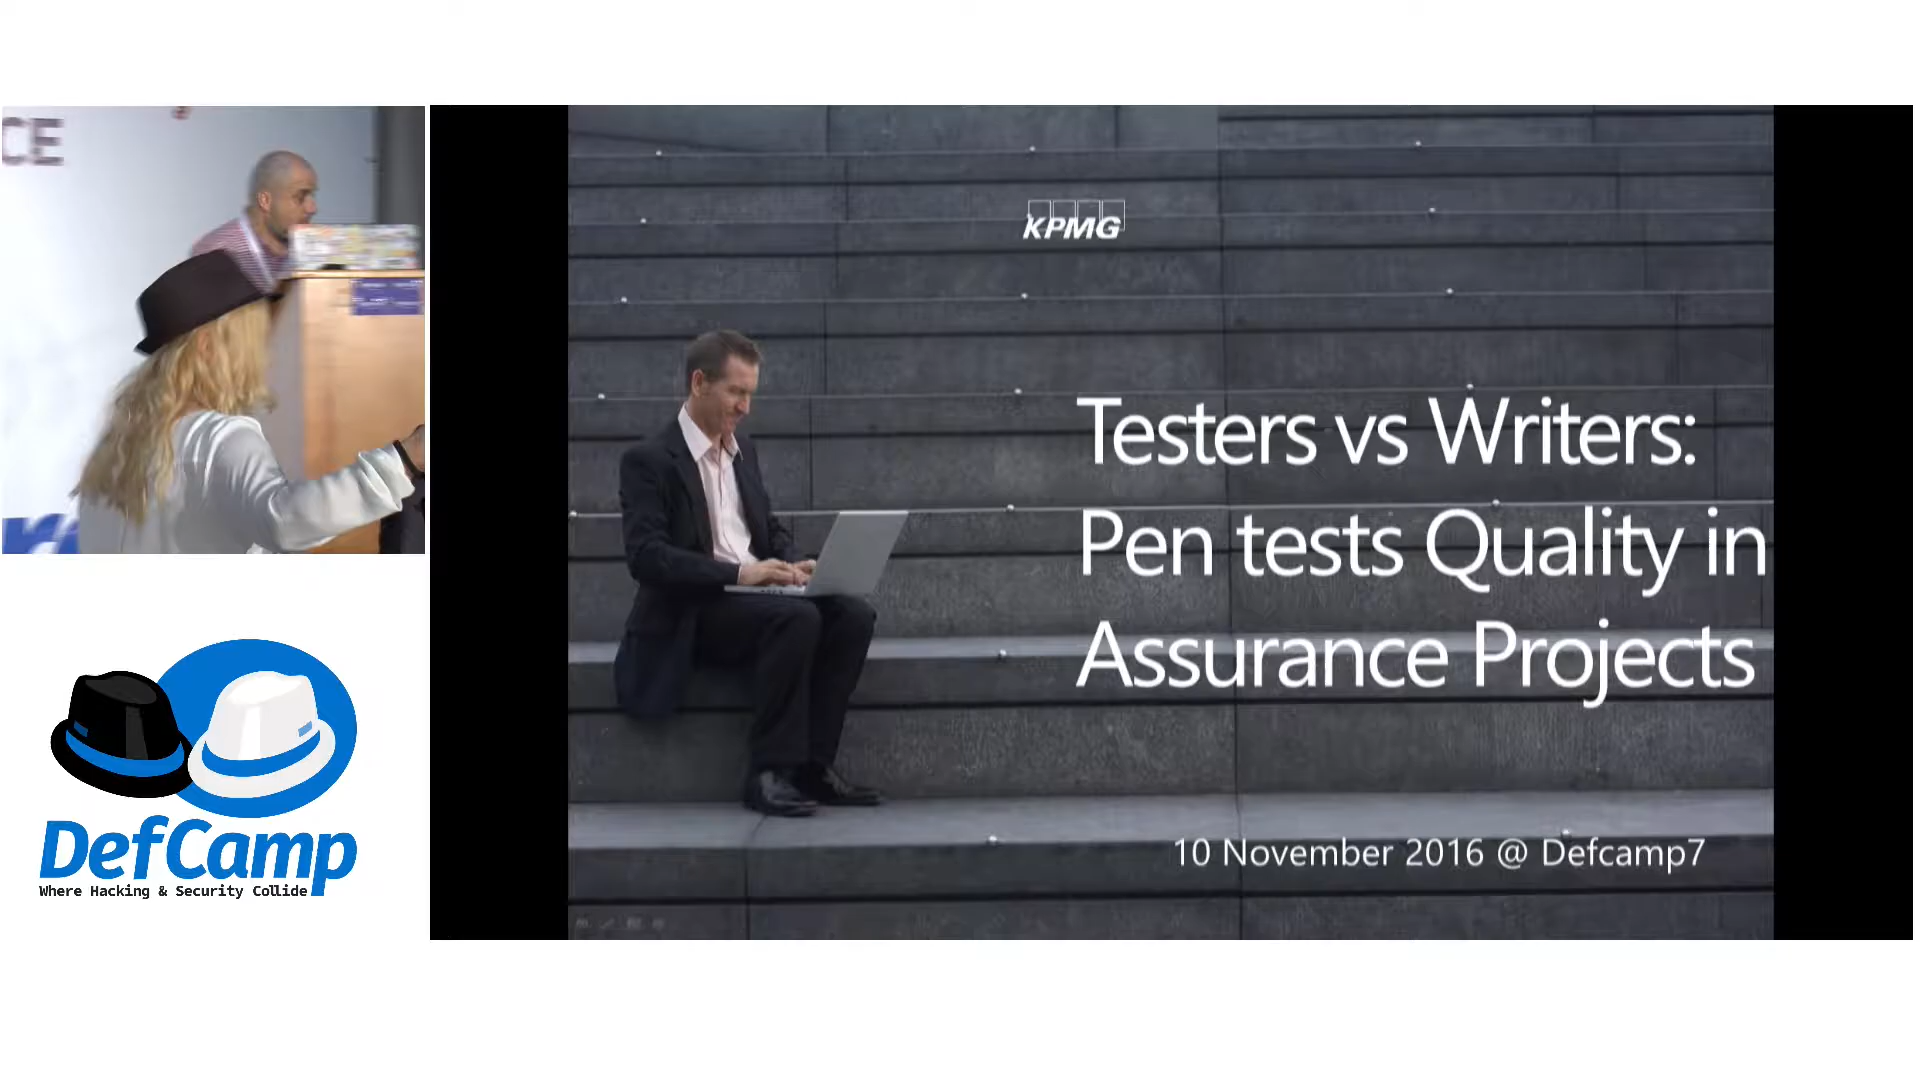 CE
KPMG
Testers vs Writers:
Pen tests Quality in
Assurance Projects
10 November 2016 @ Defcamp7
DefCamp
Where Hacking & Security Collide